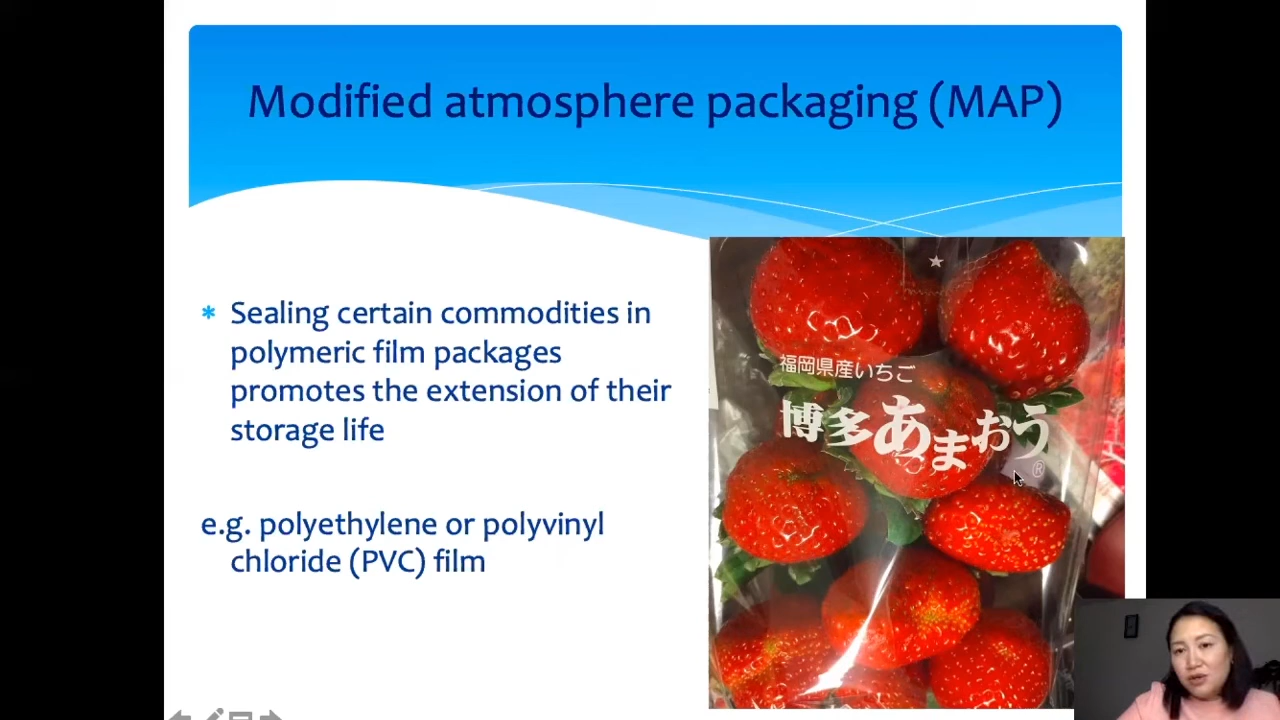 Modified atmosphere packaging (MAP)
* Sealing certain commodities in
polymeric film packages
promotes the extension of their
storage life
e.g. polyethylene or polyvinyl
chloride (PVC) film
福岡県産いちご
博多あまおう
®